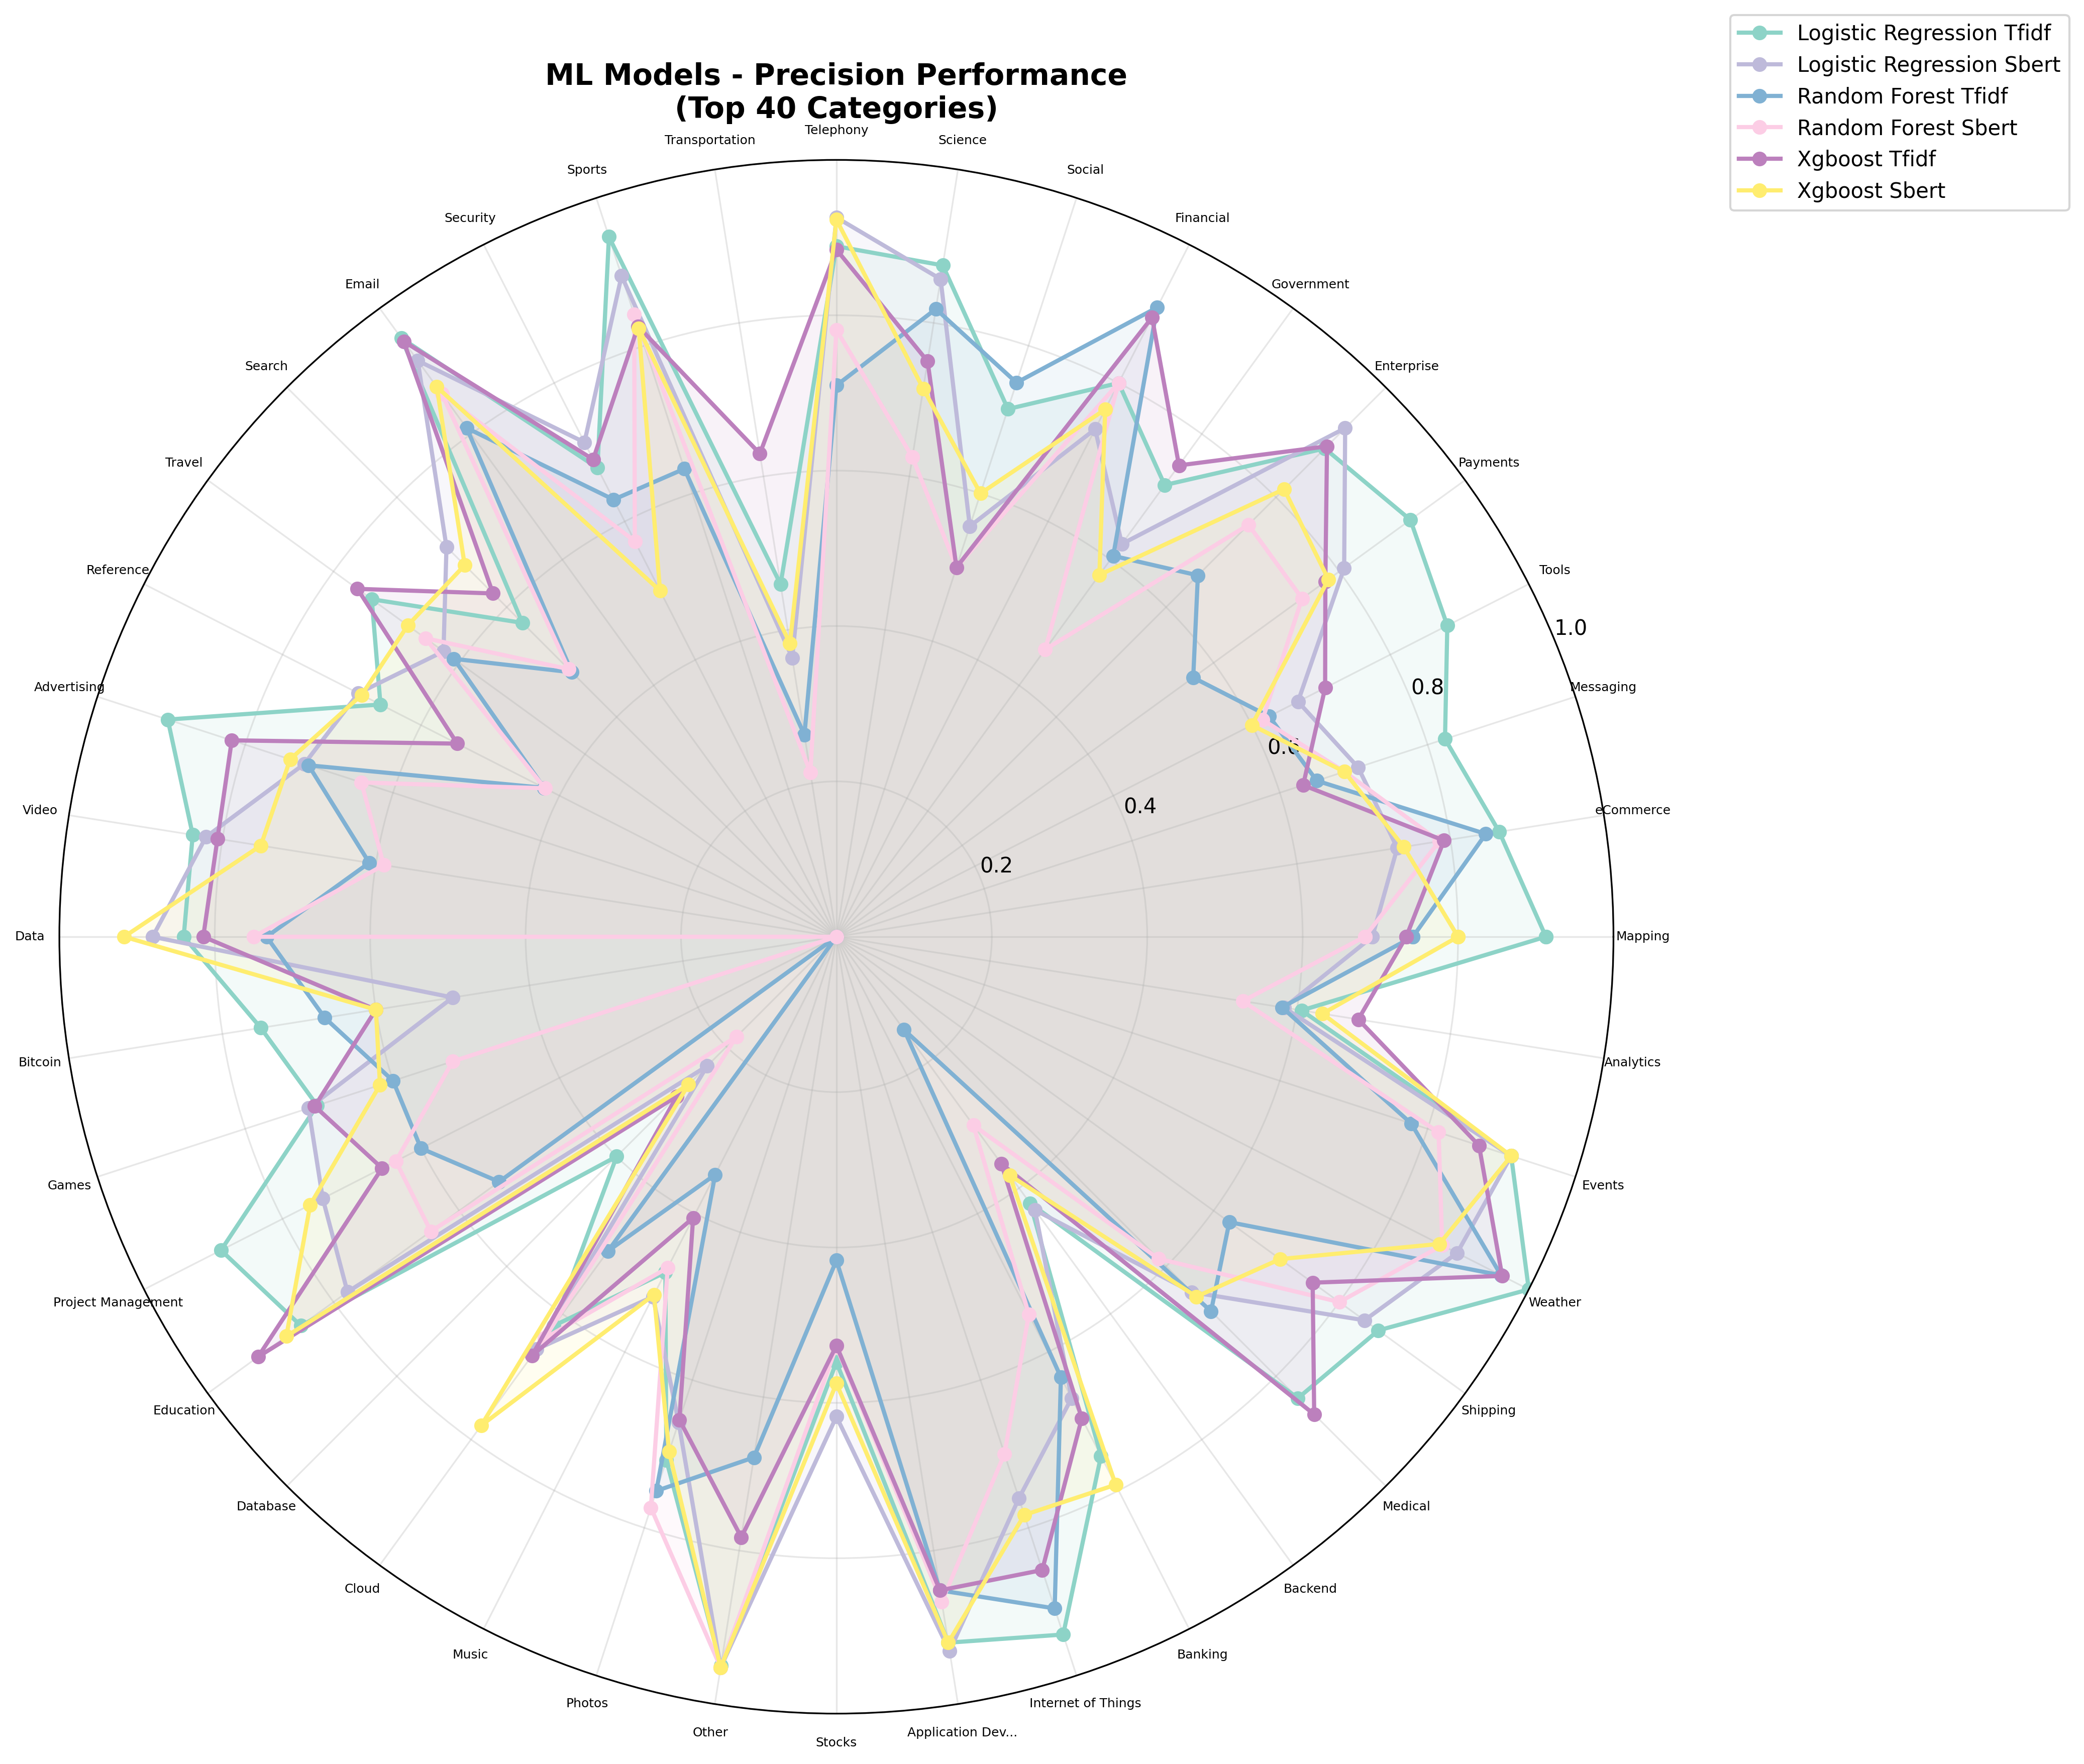 ML Models - Precision Performance
(Top 40 Categories)
Logistic Regression Tfidf
Logistic Regression Sbert
Random Forest Tfidf
Random Forest Sbert
Xgboost Tfidf
Xgboost Sbert
Telephony
Science
Social
Financial
Government
Enterprise
Payments
Tools
Messaging
eCommerce
Mapping
Analytics
Events
Weather
Shipping
Medical
Backend
Banking
Internet of Things
Application Dev...
Stocks
Other
Photos
Music
Cloud
Database
Education
Project Management
Games
Bitcoin
Data
Video
Advertising
Reference
Travel
Search
Email
Security
Sports
Transportation
0.2
0.4
0.6
0.8
1.0